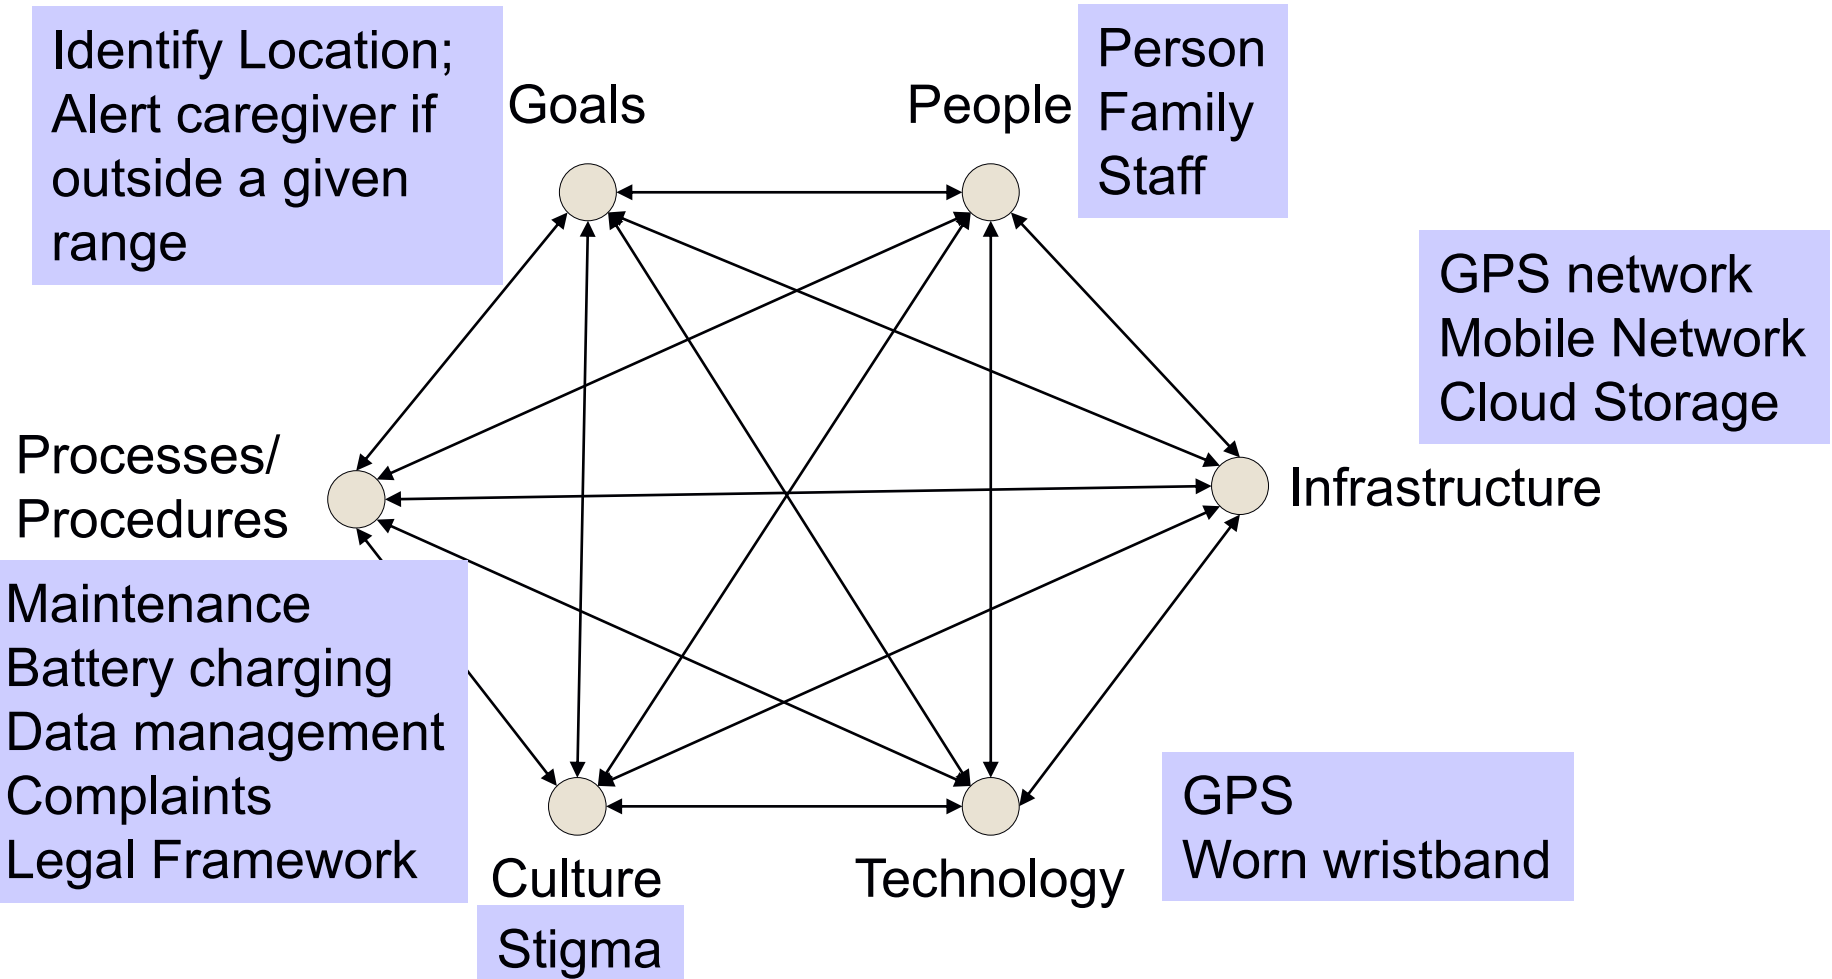 Identify Location;
Alert caregiver if
outside a given
range
Goals
People
Person
Family
Staff
GPS network
Mobile Network
Cloud Storage
Infrastructure
Processes/
Procedures
Maintenance
Battery charging
Data management
Complaints
Legal Framework
Culture
Stigma
Technology
GPS
Worn wristband